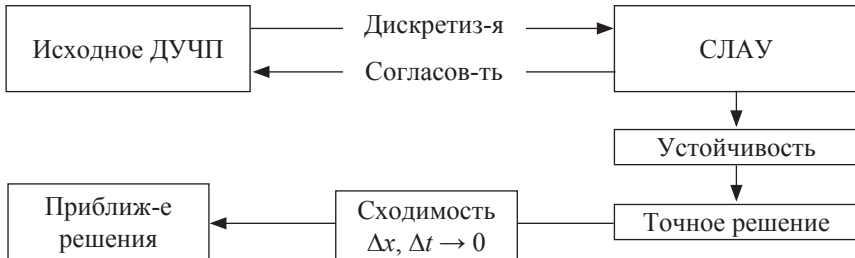 Исходное ДУЧП
Дискретиз-я
Согласов-ть
СЛАУ
Устойчивость
Точное решение
Сходимость
Δx, Δt → 0
Приближ-е
решения